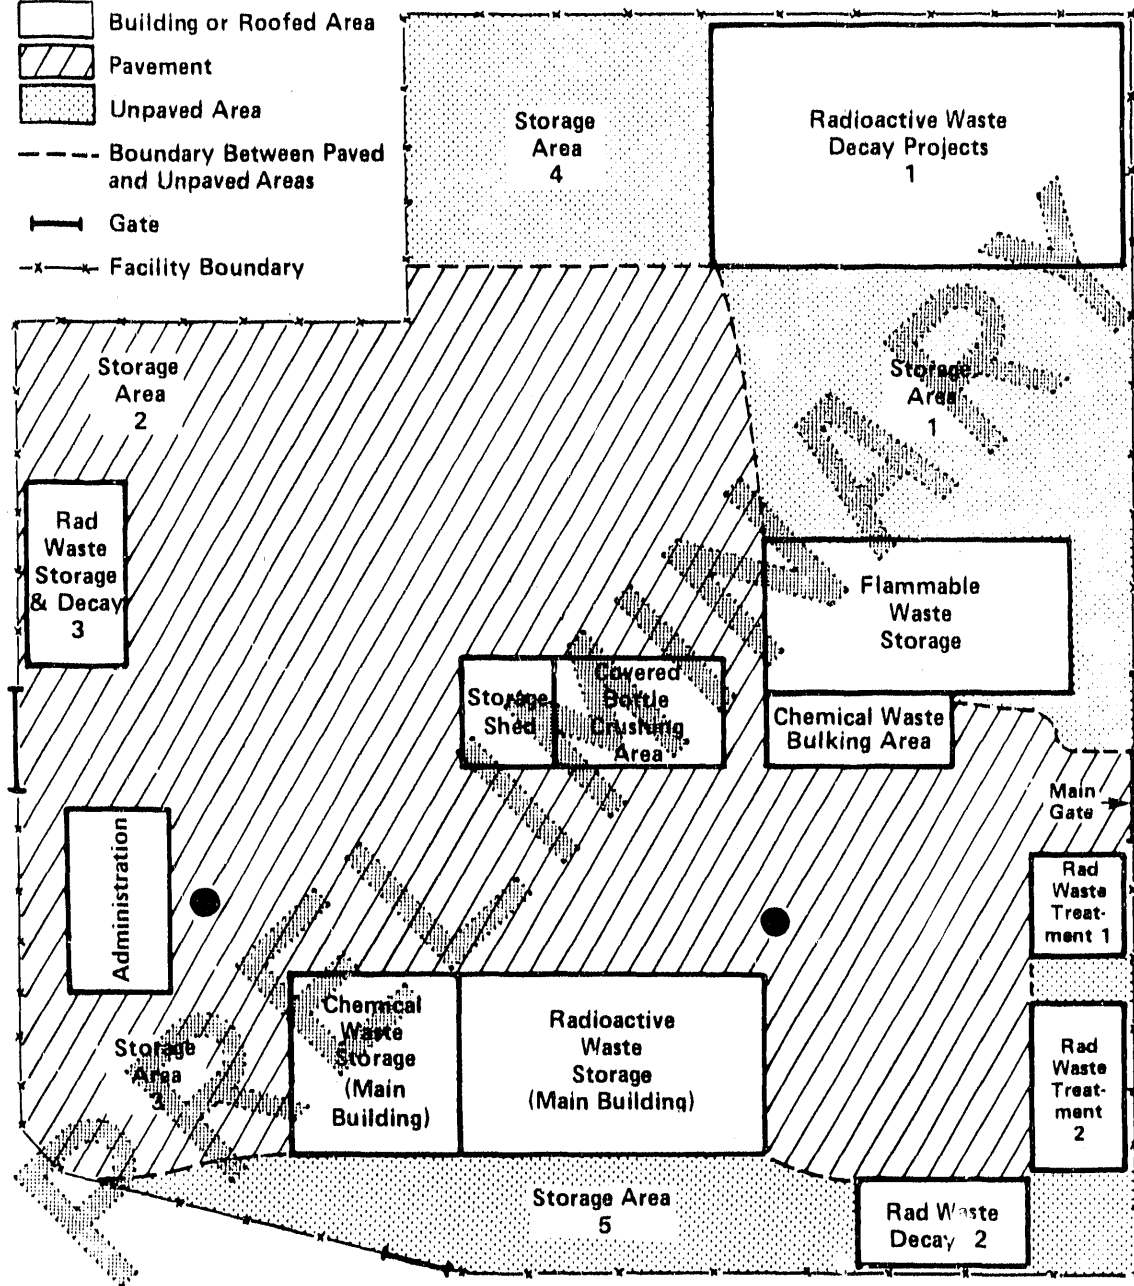 Building or Roofed Area
Pavement
Unpaved Area
Boundary Between Paved
and Unpaved Areas
Gate
Facility Boundary
Storage
Area
4
Radioactive Waste
Decay Projects
1
Storage
Area
2
Storage
Area
1
Rad
Waste
Storage
& Decay
3
Flammable
Waste
Storage
Storage
Shed
Covered
Bottle
Crushing
Area
Chemical Waste
Bulking Area
Main
Gate
Administration
Rad
Waste
Treat-
ment 1
Chemical
Waste
Storage
(Main
Building)
Radioactive
Waste
Storage
(Main Building)
Storage
Area
3
Rad
Waste
Treat-
ment
2
Storage Area
5
Rad Waste
Decay 2
PRELIMINARY